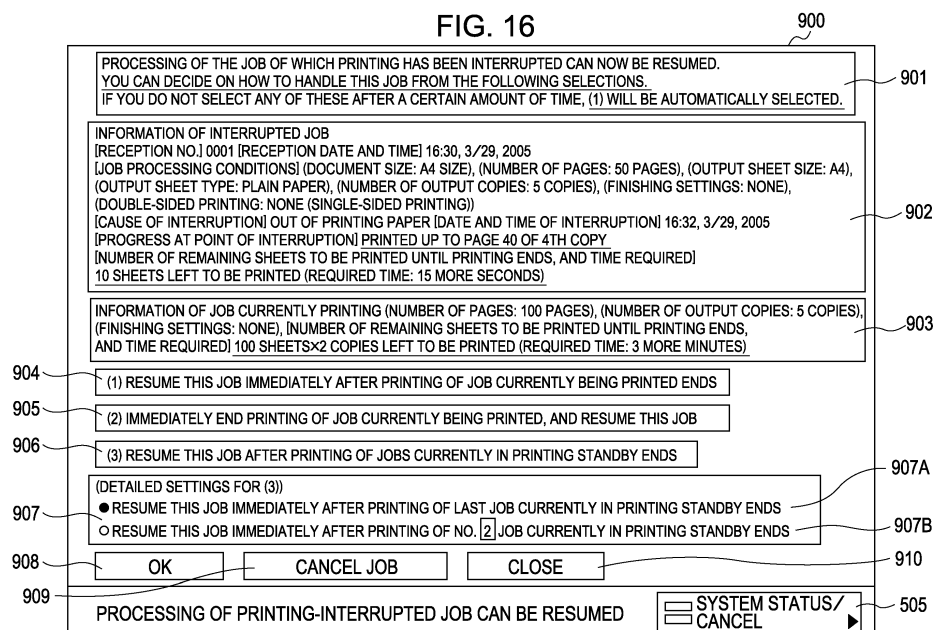 FIG. 16
900
PROCESSING OF THE JOB OF WHICH PRINTING HAS BEEN INTERRUPTED CAN NOW BE RESUMED.
YOU CAN DECIDE ON HOW TO HANDLE THIS JOB FROM THE FOLLOWING SELECTIONS.
IF YOU DO NOT SELECT ANY OF THESE AFTER A CERTAIN AMOUNT OF TIME, (1) WILL BE AUTOMATICALLY SELECTED.
901
INFORMATION OF INTERRUPTED JOB
[RECEPTION NO.] 0001 [RECEPTION DATE AND TIME] 16:30, 3/29, 2005
[JOB PROCESSING CONDITIONS] (DOCUMENT SIZE: A4 SIZE), (NUMBER OF PAGES: 50 PAGES), (OUTPUT SHEET SIZE: A4),
(OUTPUT SHEET TYPE: PLAIN PAPER), (NUMBER OF OUTPUT COPIES: 5 COPIES), (FINISHING SETTINGS: NONE),
(DOUBLE-SIDED PRINTING: NONE (SINGLE-SIDED PRINTING))
[CAUSE OF INTERRUPTION] OUT OF PRINTING PAPER [DATE AND TIME OF INTERRUPTION] 16:32, 3/29, 2005
[PROGRESS AT POINT OF INTERRUPTION] PRINTED UP TO PAGE 40 OF 4TH COPY
[NUMBER OF REMAINING SHEETS TO BE PRINTED UNTIL PRINTING ENDS, AND TIME REQUIRED]
10 SHEETS LEFT TO BE PRINTED (REQUIRED TIME: 15 MORE SECONDS)
902
INFORMATION OF JOB CURRENTLY PRINTING (NUMBER OF PAGES: 100 PAGES), (NUMBER OF OUTPUT COPIES: 5 COPIES),
(FINISHING SETTINGS: NONE), [NUMBER OF REMAINING SHEETS TO BE PRINTED UNTIL PRINTING ENDS,
AND TIME REQUIRED] 100 SHEETS×2 COPIES LEFT TO BE PRINTED (REQUIRED TIME: 3 MORE MINUTES)
903
904
(1) RESUME THIS JOB IMMEDIATELY AFTER PRINTING OF JOB CURRENTLY BEING PRINTED ENDS
905
(2) IMMEDIATELY END PRINTING OF JOB CURRENTLY BEING PRINTED, AND RESUME THIS JOB
906
(3) RESUME THIS JOB AFTER PRINTING OF JOBS CURRENTLY IN PRINTING STANDBY ENDS
907A
(DETAILED SETTINGS FOR (3))
RESUME THIS JOB IMMEDIATELY AFTER PRINTING OF LAST JOB CURRENTLY IN PRINTING STANDBY ENDS
907
RESUME THIS JOB IMMEDIATELY AFTER PRINTING OF NO. 2 JOB CURRENTLY IN PRINTING STANDBY ENDS
907B
908
OK CANCEL JOB CLOSE
910
909
PROCESSING OF PRINTING-INTERRUPTED JOB CAN BE RESUMED
SYSTEM STATUS/
CANCEL
505